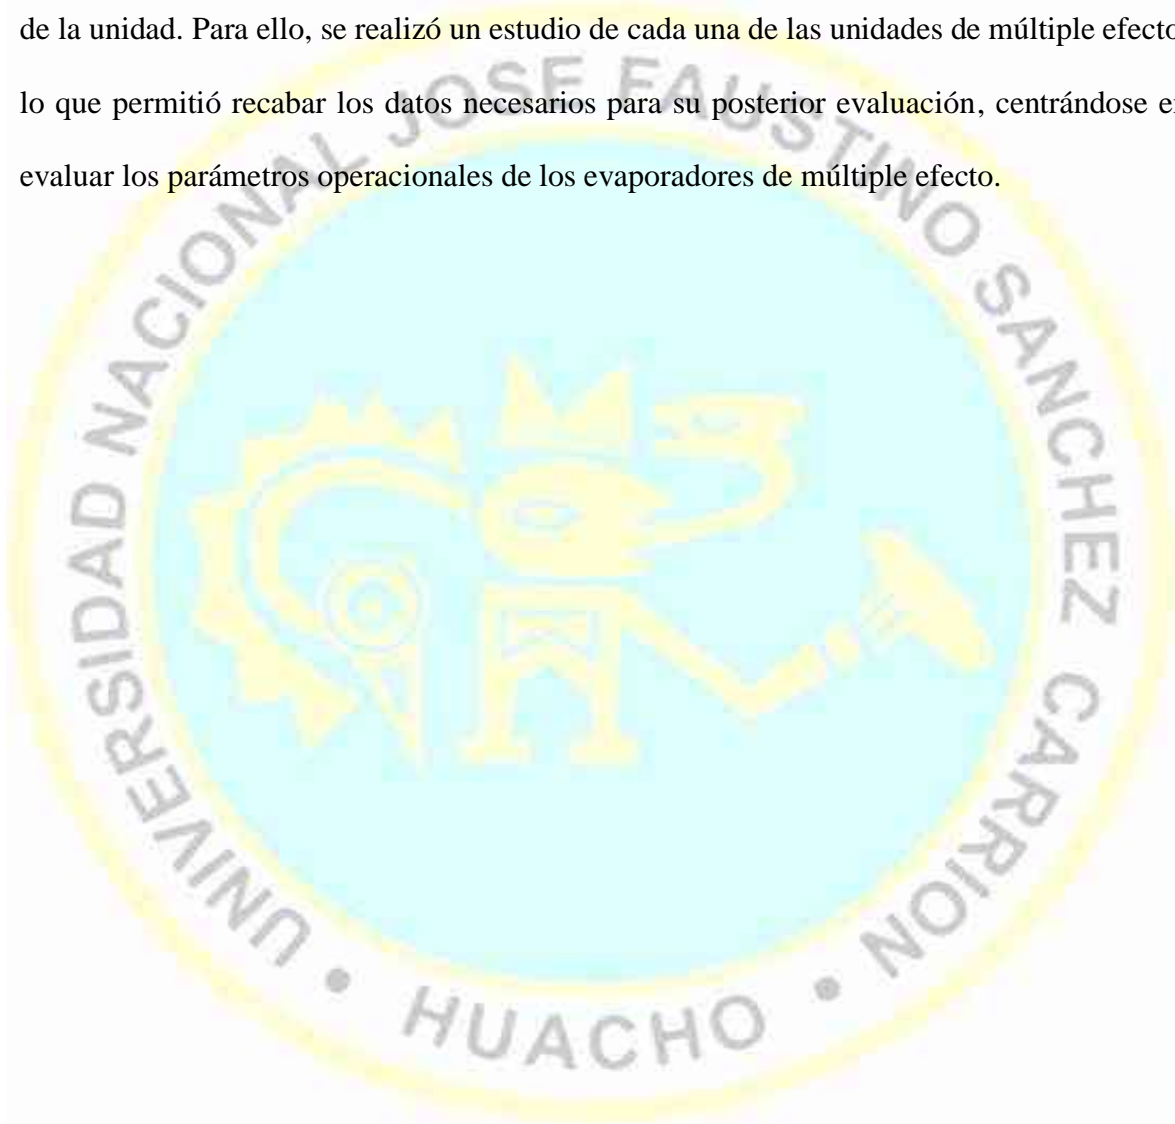 de la unidad. Para ello, se realizó un estudio de cada una de las unidades de múltiple efecto
lo que permitió recabar los datos necesarios para su posterior evaluación, centrándose e
evaluar los parámetros operacionales de los evaporadores de múltiple efecto.
UNIVERSIDAD NACIONAL JOSE FAUSTINO SANCHEZ CARRION
• HUACHO •